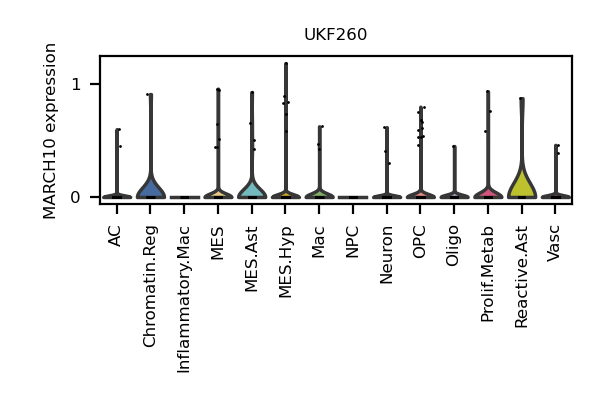 UKF260
MARCH10 expression
1
0
AC
Chromatin.Reg
Inflammatory.Mac
MES
MES.Ast
MES.Hyp
Mac
NPC
Neuron
OPC
Oligo
Prolif.Metab
Reactive.Ast
Vasc